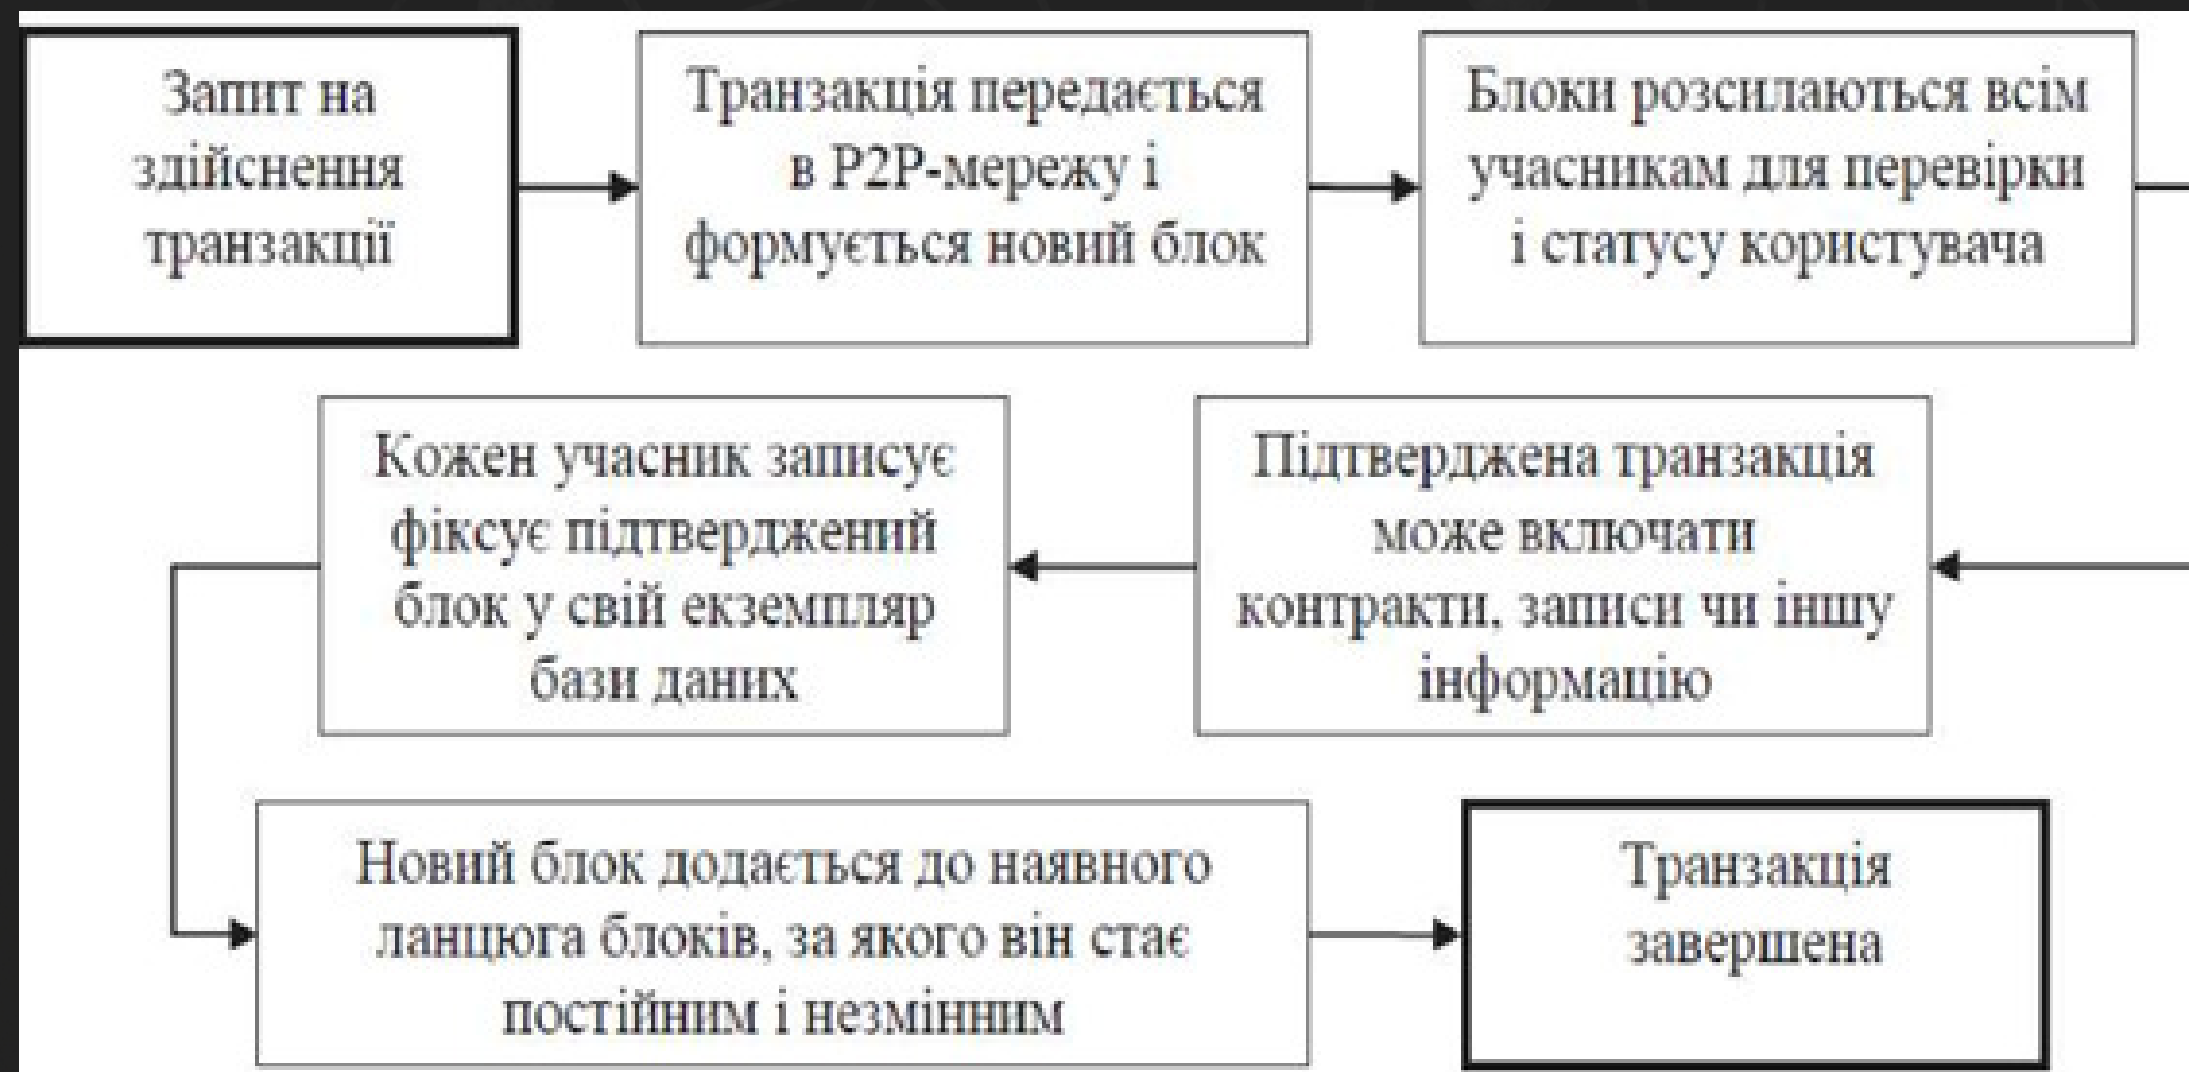 Запит на
здійснення
транзакції
Транзакція передається
в P2P-мережу і
формується новий блок
Блоки розсилаються всім
учасникам для перевірки
і статусу користувача
Підтверджена транзакція
може включати
контракти, записи чи іншу
інформацію
Кожен учасник записує
фіксує підтверджений
блок у свій екземпляр
бази даних
Новий блок додається до наявного
ланцюга блоків, за якого він стає
постійним і незмінним
Транзакція
завершена